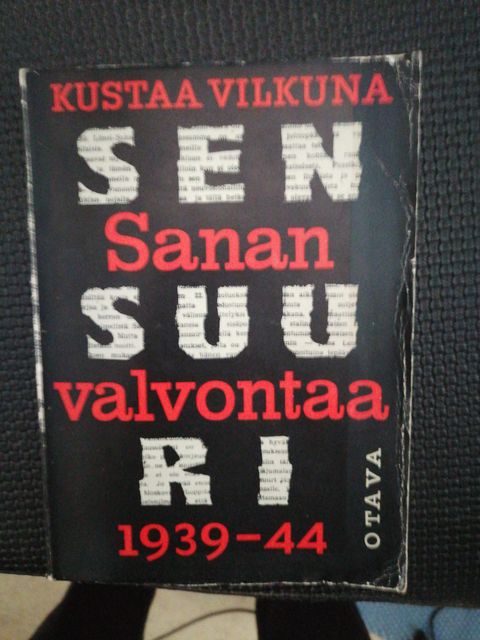 KUSTAA VILKUNA
SEN
Sanan
SUU
valvontaa
RI
1939-44
OTAVA